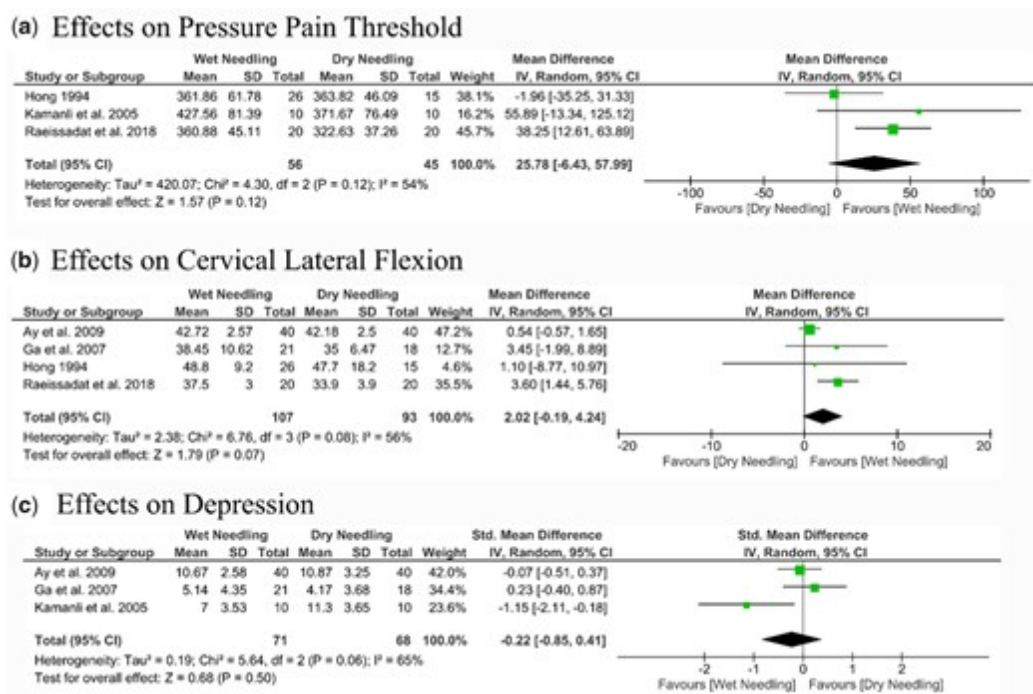 (a) Effects on Pressure Pain Threshold
Wet Needling Dry Needling Mean Difference Mean Difference
Study or Subgroup Mean SD Total Mean SD Total Weight IV, Random, 95% CI IV, Random, 95% CI
Hong 1994 361.86 61.78 26 363.82 46.09 15 38.1% -1.96 [-35.25, 31.33]
Kamanli et al. 2005 427.56 81.39 10 371.67 76.49 10 16.2% 55.89 [-13.34, 125.12]
Raeissadat et al. 2018 360.88 45.11 20 322.63 37.26 20 45.7% 38.25 [12.61, 63.89]
Total (95% CI) 56 45 100.0% 25.78 [-6.43, 57.99]
Heterogeneity: Tau² = 420.07; Chi² = 4.30, df = 2 (P = 0.12); I² = 54%
Test for overall effect: Z = 1.57 (P = 0.12)
-100 -50 0 50 100
Favours [Dry Needling] Favours [Wet Needling]
(b) Effects on Cervical Lateral Flexion
Wet Needling Dry Needling Mean Difference Mean Difference
Study or Subgroup Mean SD Total Mean SD Total Weight IV, Random, 95% CI IV, Random, 95% CI
Ay et al. 2009 42.72 2.57 40 42.18 2.5 40 47.2% 0.54 [-0.57, 1.65]
Ga et al. 2007 38.45 10.62 21 35 6.47 18 12.7% 3.45 [-1.99, 8.89]
Hong 1994 48.8 9.2 26 47.7 18.2 15 4.6% 1.10 [-8.77, 10.97]
Raeissadat et al. 2018 37.5 3 20 33.9 3.9 20 35.5% 3.60 [1.44, 5.76]
Total (95% CI) 107 93 100.0% 2.02 [-0.19, 4.24]
Heterogeneity: Tau² = 2.38; Chi² = 6.76, df = 3 (P = 0.08); I² = 56%
Test for overall effect: Z = 1.79 (P = 0.07)
-20 -10 0 10 20
Favours [Dry Needling] Favours [Wet Needling]
(c) Effects on Depression
Wet Needling Dry Needling Std. Mean Difference Std. Mean Difference
Study or Subgroup Mean SD Total Mean SD Total Weight IV, Random, 95% CI IV, Random, 95% CI
Ay et al. 2009 10.67 2.58 40 10.87 3.25 40 42.0% -0.07 [-0.51, 0.37]
Ga et al. 2007 5.14 4.35 21 4.17 3.68 18 34.4% 0.23 [-0.40, 0.87]
Kamanli et al. 2005 7 3.53 10 11.3 3.65 10 23.6% -1.15 [-2.11, -0.18]
Total (95% CI) 71 68 100.0% -0.22 [-0.85, 0.41]
Heterogeneity: Tau² = 0.19; Chi² = 5.64, df = 2 (P = 0.06); I² = 65%
Test for overall effect: Z = 0.68 (P = 0.50)
-2 -1 0 1 2
Favours [Wet Needling] Favours [Dry Needling]